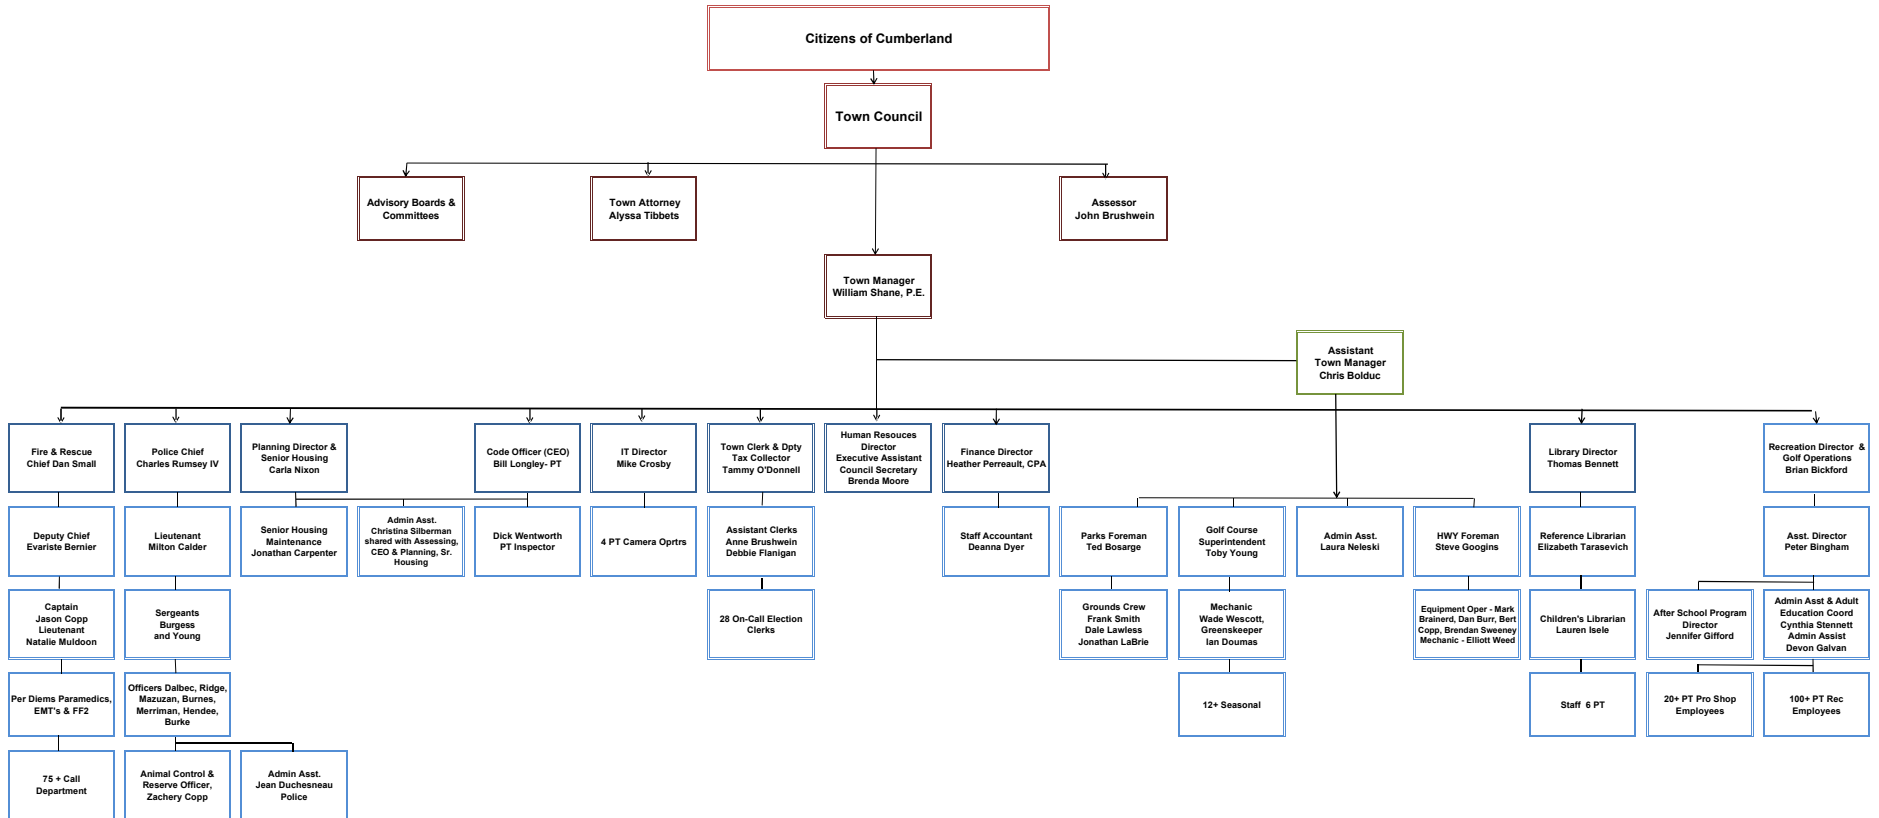 Citizens of Cumberland
Town Council
Advisory Boards &
Committees
Town Attorney
Alyssa Tibbets
Assessor
John Brushwein
Town Manager
William Shane, P.E.
Assistant
Town Manager
Chris Bolduc
Fire & Rescue
Chief Dan Small
Police Chief
Charles Rumsey IV
Planning Director &
Senior Housing
Carla Nixon
Code Officer (CEO)
Bill Longley- PT
IT Director
Mike Crosby
Town Clerk & Dpty
Tax Collector
Tammy O'Donnell
Human Resouces
Director
Executive Assistant
Council Secretary
Brenda Moore
Finance Director
Heather Perreault, CPA
Library Director
Thomas Bennett
Recreation Director &
Golf Operations
Brian Bickford
Deputy Chief
Evariste Bernier
Lieutenant
Milton Calder
Senior Housing
Maintenance
Jonathan Carpenter
Admin Asst.
Christina Silberman
shared with Assessing,
CEO & Planning, Sr.
Housing
Dick Wentworth
PT Inspector
4 PT Camera Oprtrs
Assistant Clerks
Anne Brushwein
Debbie Flanigan
Staff Accountant
Deanna Dyer
Parks Foreman
Ted Bosarge
Golf Course
Superintendent
Toby Young
Admin Asst.
Laura Neleski
HWY Foreman
Steve Googins
Reference Librarian
Elizabeth Tarasevich
Asst. Director
Peter Bingham
Captain
Jason Copp
Lieutenant
Natalie Muldoon
Sergeants
Burgess
and Young
28 On-Call Election
Clerks
Grounds Crew
Frank Smith
Dale Lawless
Jonathan LaBrie
Mechanic
Wade Wescott,
Greenskeeper
Ian Doumas
Equipment Oper - Mark
Brainerd, Dan Burr, Bert
Copp, Brendan Sweeney
Mechanic - Elliott Weed
Children's Librarian
Lauren Isele
After School Program
Director
Jennifer Gifford
Admin Asst & Adult
Education Coord
Cynthia Stennett
Admin Assist
Devon Galvan
Per Diems Paramedics,
EMT's & FF2
Officers Dalbec, Ridge,
Mazuzan, Burnes,
Merriman, Hendee,
Burke
12+ Seasonal
Staff 6 PT
20+ PT Pro Shop
Employees
100+ PT Rec
Employees
75 + Call
Department
Animal Control &
Reserve Officer,
Zachery Copp
Admin Asst.
Jean Duchesneau
Police